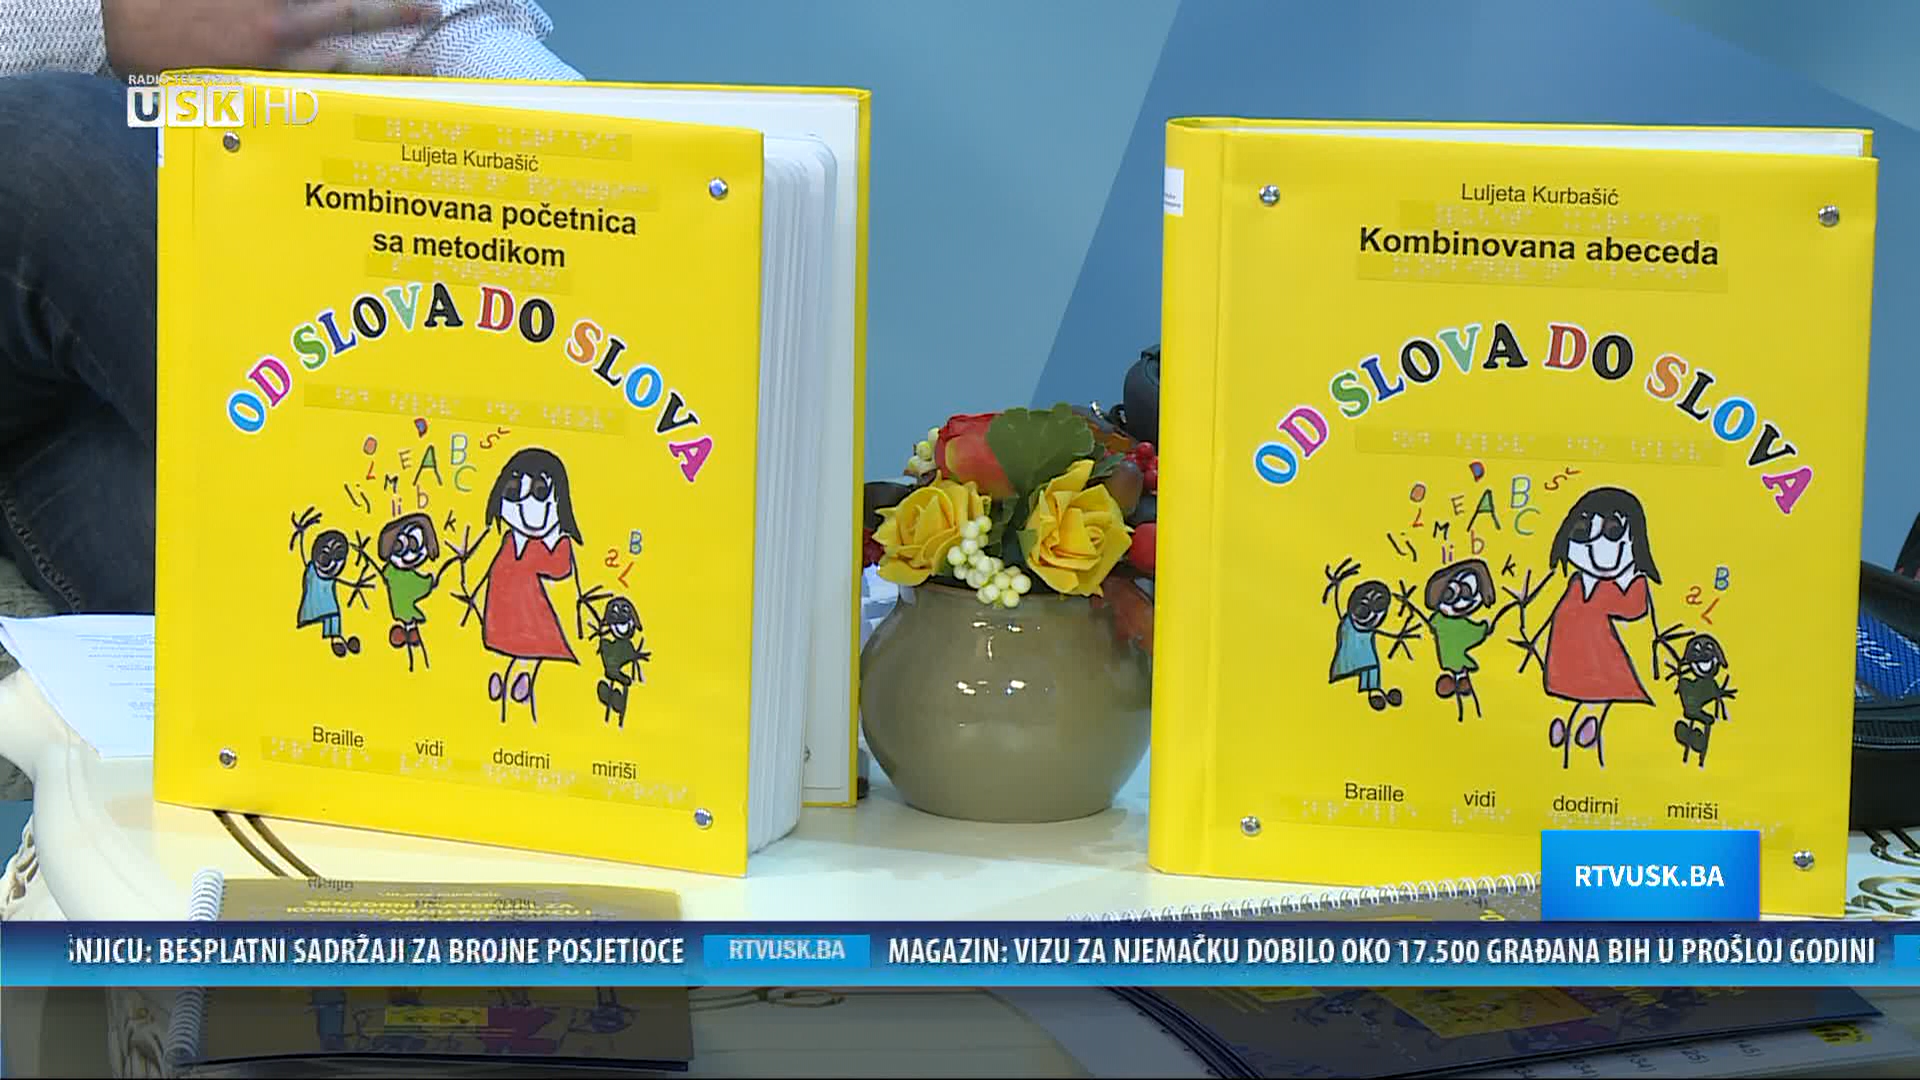 RADIO TELEVIZIJA
USK HD
Luljeta Kurbašić
Kombinovana početnica
sa metodikom
OD SLOVA DO SLOVA
Braille vidi dodirni miriši
Luljeta Kurbašić
Kombinovana abeceda
OD SLOVA DO SLOVA
Braille vidi dodirni miriši
RTVUSK.BA
BESPLATNI SADRŽAJI ZA BROJNE POSJETIOCE RTVUSK.BA MAGAZIN: VIZU ZA NJEMAČKU DOBILO OKO 17.500 GRAĐANA BIH U PROŠLOJ GODINI